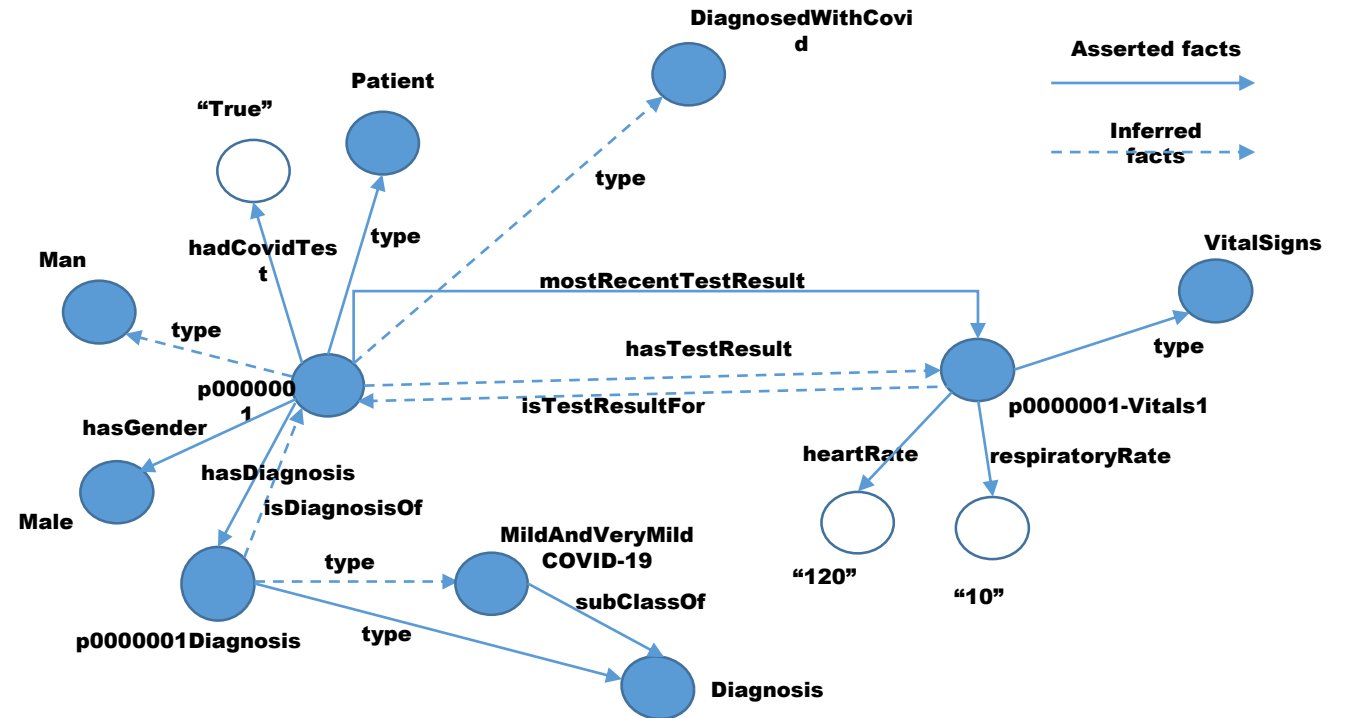 DiagnosedWithCovi
d
Asserted facts
Patient
“True”
Inferred
facts
type
type
hadCovidTes
t
Man
VitalSigns
mostRecentTestResult
type
type
hasTestResult
p000000
1
isTestResultFor
p0000001-Vitals1
hasGender
heartRate
respiratoryRate
hasDiagnosis
isDiagnosisOf
Male
MildAndVeryMild
COVID-19
type
“120”
“10”
subClassOf
type
p0000001Diagnosis
Diagnosis